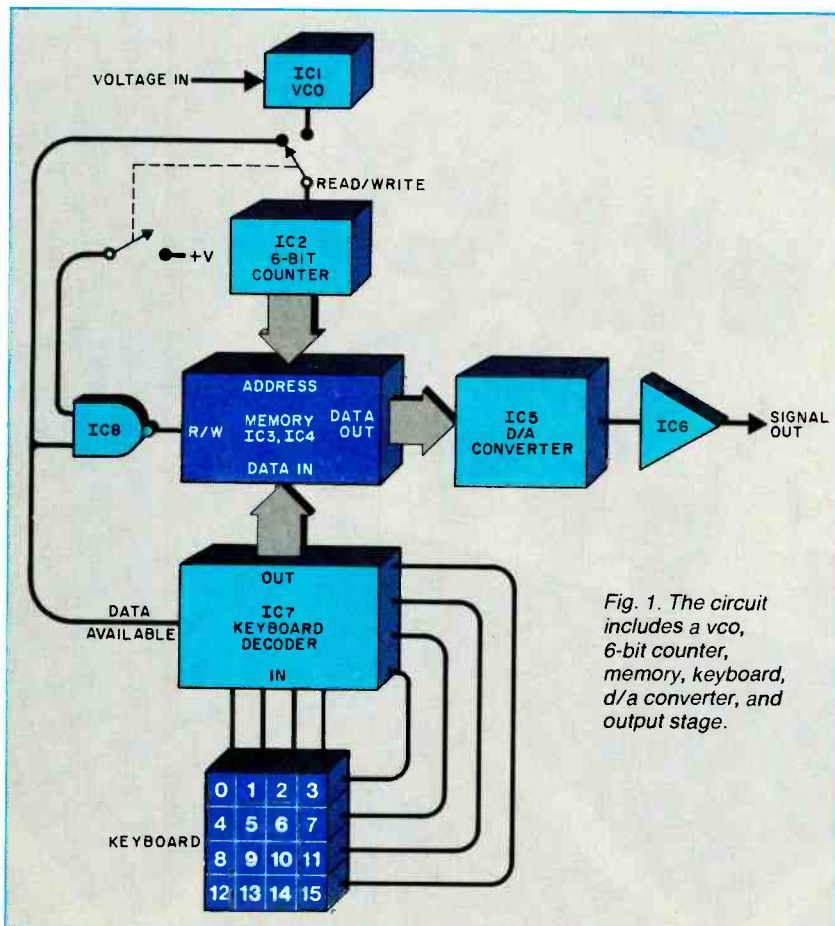 VOLTAGE IN
IC1
VCO
READ/WRITE
+V
IC2
6-BIT
COUNTER
IC8
R/W
ADDRESS
MEMORY
IC3, IC4
DATA
OUT
DATA IN
IC5
D/A
CONVERTER
IC6
SIGNAL
OUT
DATA
AVAILABLE
OUT
IC7
KEYBOARD
DECODER
IN
KEYBOARD
0 1 2 3
4 5 6 7
8 9 10 11
12 13 14 15
Fig. 1. The circuit
includes a vco,
6-bit counter,
memory, keyboard,
d/a converter, and
output stage.